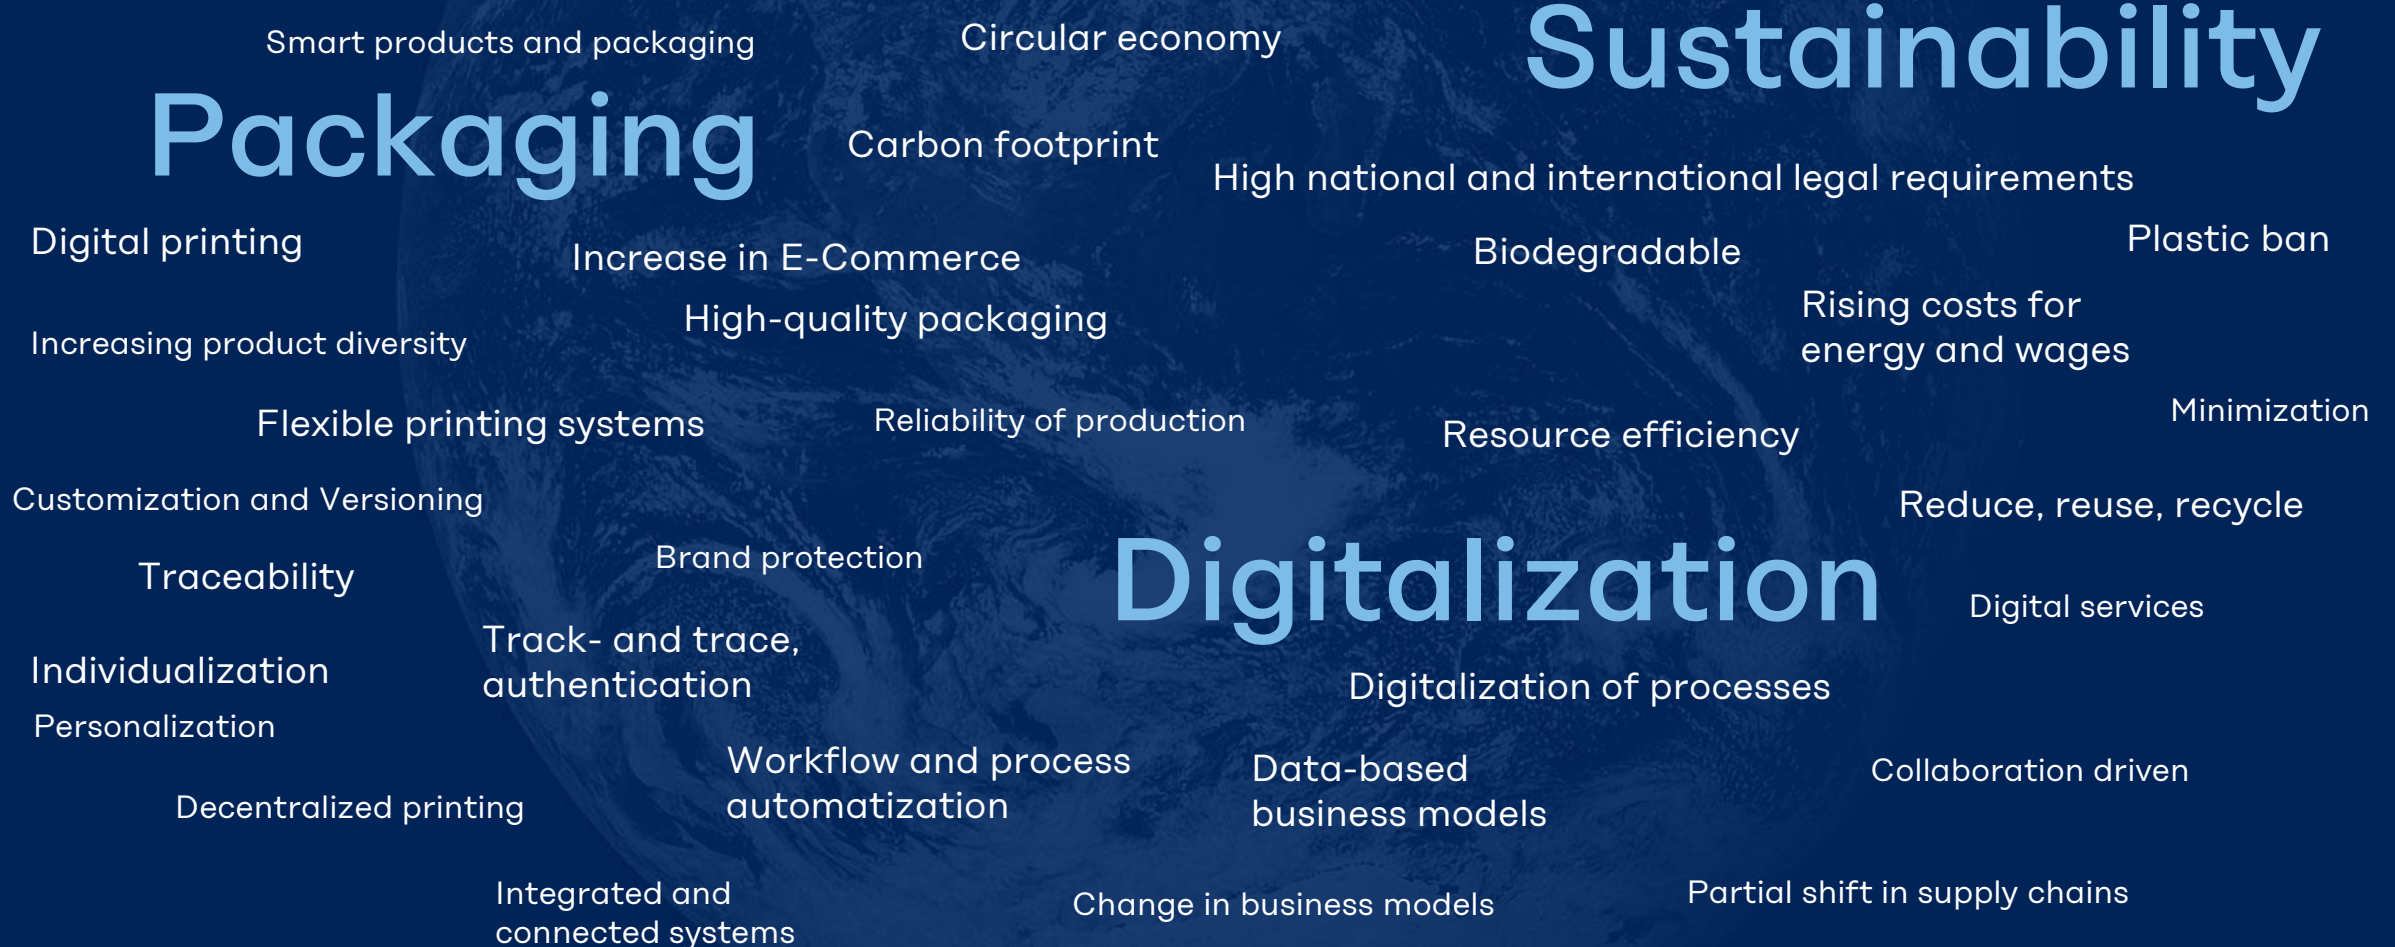 Smart products and packaging
Circular economy
Sustainability
Packaging
Carbon footprint
High national and international legal requirements
Digital printing
Increase in E-Commerce
Biodegradable
Plastic ban
High-quality packaging
Rising costs for
energy and wages
Increasing product diversity
Flexible printing systems
Reliability of production
Resource efficiency
Minimization
Customization and Versioning
Reduce, reuse, recycle
Traceability
Brand protection
Digitalization
Digital services
Track- and trace,
authentication
Individualization
Digitalization of processes
Personalization
Workflow and process
automatization
Data-based
business models
Collaboration driven
Decentralized printing
Integrated and
connected systems
Change in business models
Partial shift in supply chains